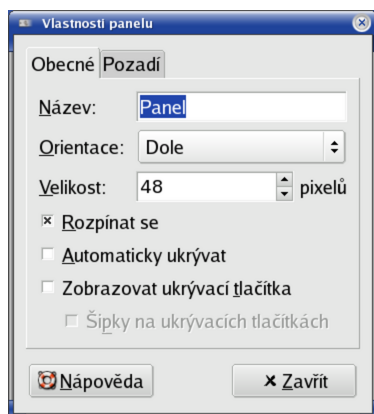 Vlastnosti panelu
Obecné Pozadí
Název: Panel
Orientace: Dole
Velikost: 48 pixelů
Rozpínat se
Automaticky ukrývat
Zobrazovat ukrývací tlačítka
Šipky na ukrývacích tlačítkách
Nápověda Zavřít